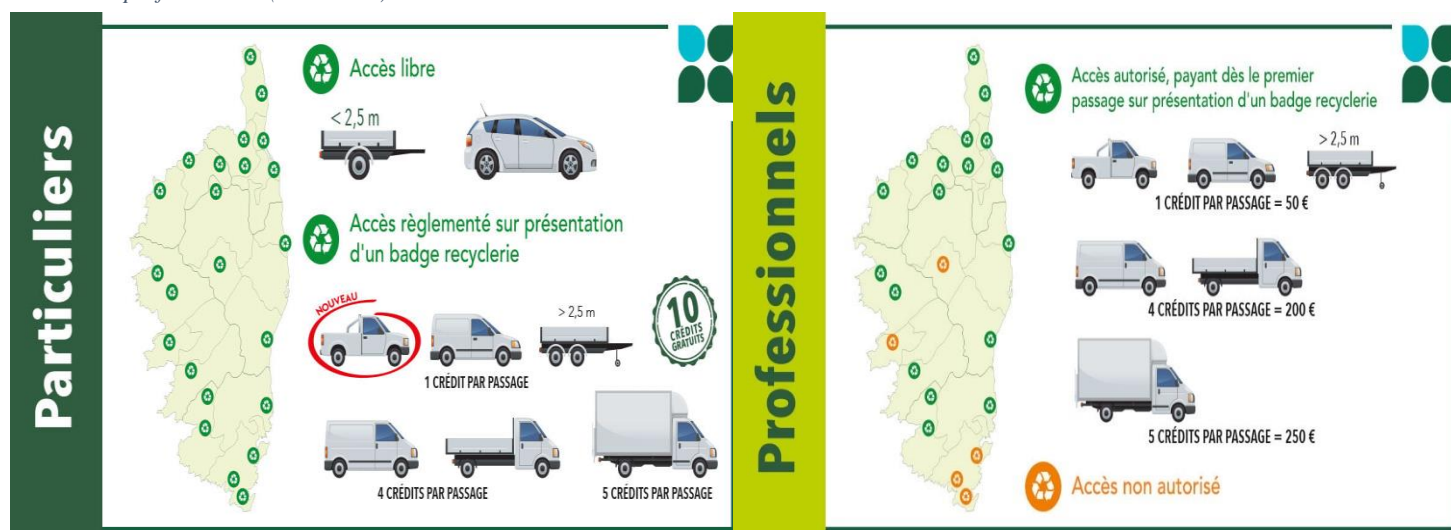 Particuliers
Accès libre
< 2,5 m
Accès règlementé sur présentation
d'un badge recyclerie
NOUVEAU
> 2,5 m
10
CRÉDITS
GRATUITS
1 CRÉDIT PAR PASSAGE
4 CRÉDITS PAR PASSAGE
5 CRÉDITS PAR PASSAGE
Professionnels
Accès autorisé, payant dès le premier
passage sur présentation d'un badge recyclerie
> 2,5 m
1 CRÉDIT PAR PASSAGE = 50 €
4 CRÉDITS PAR PASSAGE = 200 €
5 CRÉDITS PAR PASSAGE = 250 €
Accès non autorisé